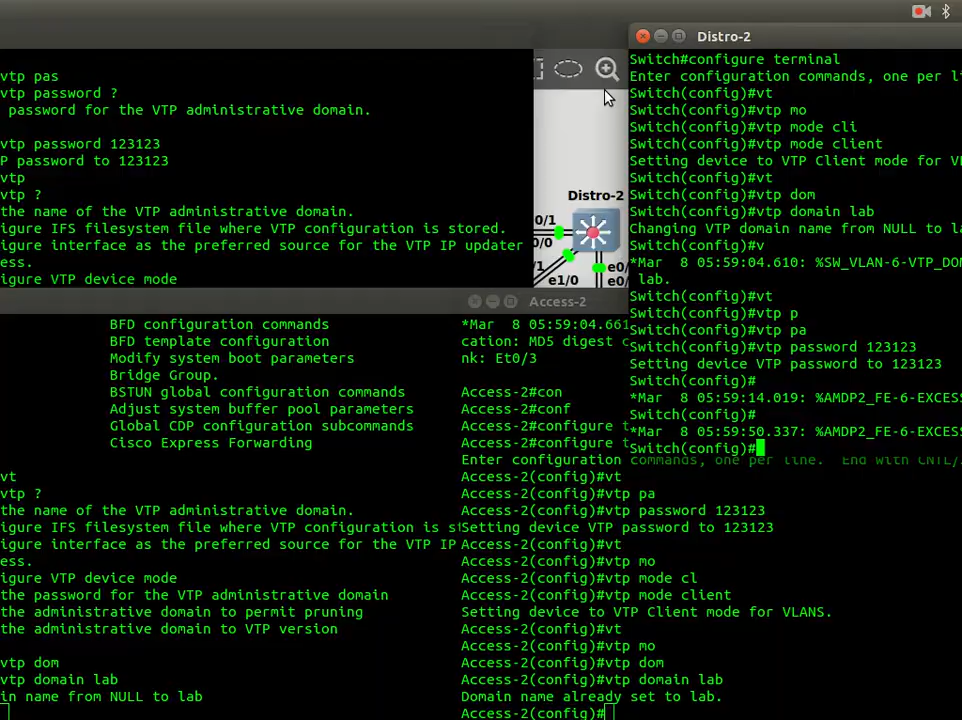 vtp pas
vtp password ?
password for the VTP administrative domain.
vtp password 123123
P password to 123123
vtp
vtp ?
the name of the VTP administrative domain.
igure IFS filesystem file where VTP configuration is stored.
igure interface as the preferred source for the VTP IP updater
ess.
igure VTP device mode
Distro-2
0/1
0/0
/1
e1/0
e0/
e0/
Distro-2
Switch#configure terminal
Enter configuration commands, one per li
Switch(config)#vt
Switch(config)#vtp mo
Switch(config)#vtp mode cli
Switch(config)#vtp mode client
Setting device to VTP Client mode for V
Switch(config)#vt
Switch(config)#vtp dom
Switch(config)#vtp domain lab
Changing VTP domain name from NULL to la
Switch(config)#v
*Mar  8 05:59:04.610: %SW_VLAN-6-VTP_DO
lab.
Switch(config)#vt
Switch(config)#vtp p
Switch(config)#vtp pa
Switch(config)#vtp password 123123
Setting device VTP password to 123123
Switch(config)#
*Mar  8 05:59:14.019: %AMDP2_FE-6-EXCESS
Switch(config)#
*Mar  8 05:59:50.337: %AMDP2_FE-6-EXCESS
Switch(config)#
BFD configuration commands
BFD template configuration
Modify system boot parameters
Bridge Group.
BSTUN global configuration commands
Adjust system buffer pool parameters
Global CDP configuration subcommands
Cisco Express Forwarding
vt
vtp ?
the name of the VTP administrative domain.
igure IFS filesystem file where VTP configuration is st
igure interface as the preferred source for the VTP IP
ess.
igure VTP device mode
the password for the VTP administrative domain
the administrative domain to permit pruning
the administrative domain to VTP version
vtp dom
vtp domain lab
in name from NULL to lab
Access-2
*Mar  8 05:59:04.661
cation: MD5 digest c
nk: Et0/3
Access-2#con
Access-2#conf
Access-2#configure t
Access-2#configure t
Enter configuration commands, one per line.  End with CNTL/
Access-2(config)#vt
Access-2(config)#vtp pa
Access-2(config)#vtp password 123123
Setting device VTP password to 123123
Access-2(config)#vt
Access-2(config)#vtp mo
Access-2(config)#vtp mode cl
Access-2(config)#vtp mode client
Setting device to VTP Client mode for VLANS.
Access-2(config)#vt
Access-2(config)#vtp mo
Access-2(config)#vtp dom
Access-2(config)#vtp domain lab
Domain name already set to lab.
Access-2(config)#